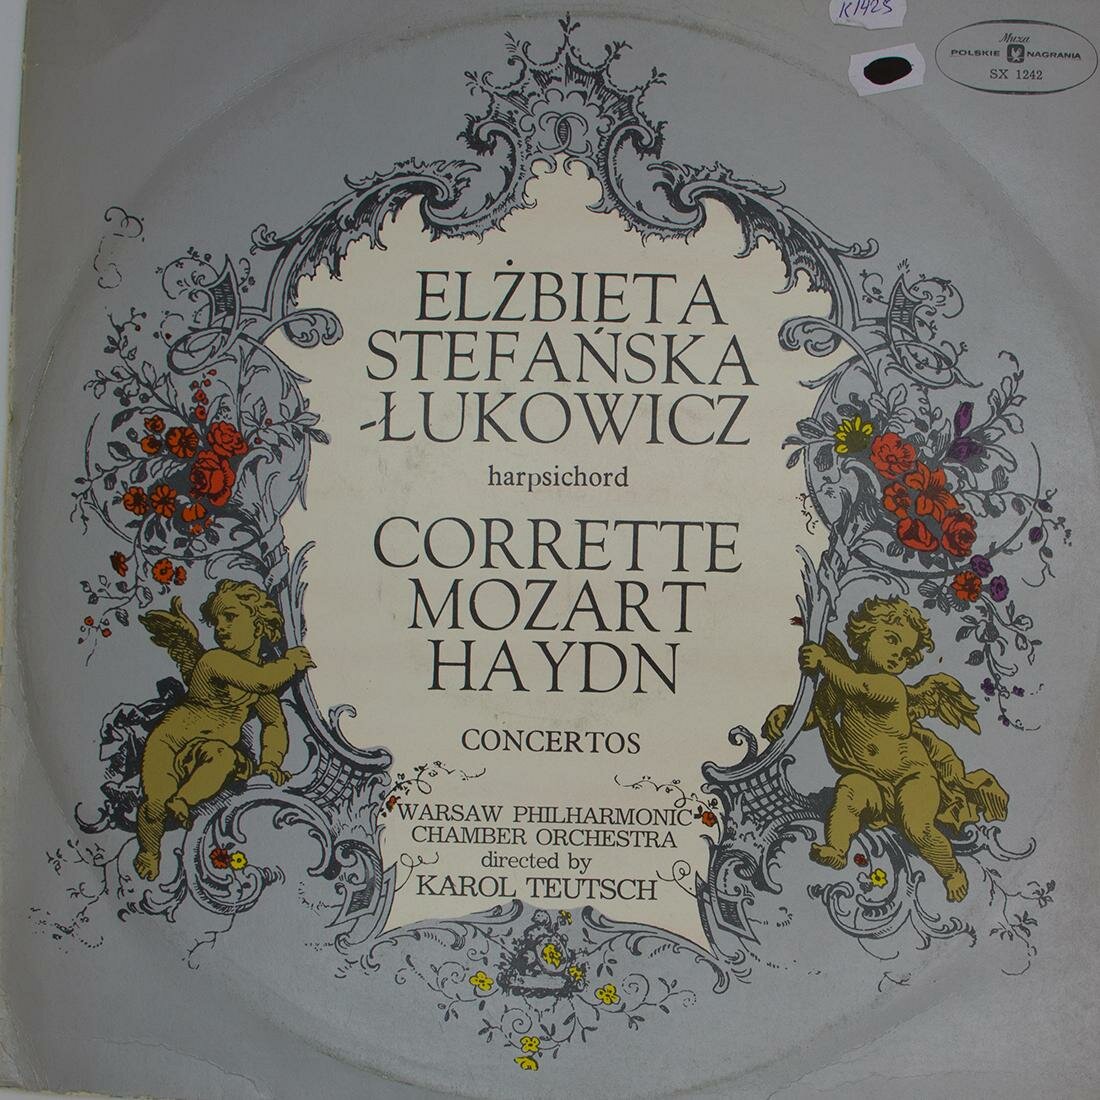 K1425
Muza
POLSKIE NAGRANIA
SX 1242
ELŻBIETA
STEFAŃSKA
-ŁUKOWICZ
harpsichord
CORRETTE
MOZART
HAYDN
CONCERTOS
WARSAW PHILHARMONIC
CHAMBER ORCHESTRA
directed by
KAROL TEUTSCH